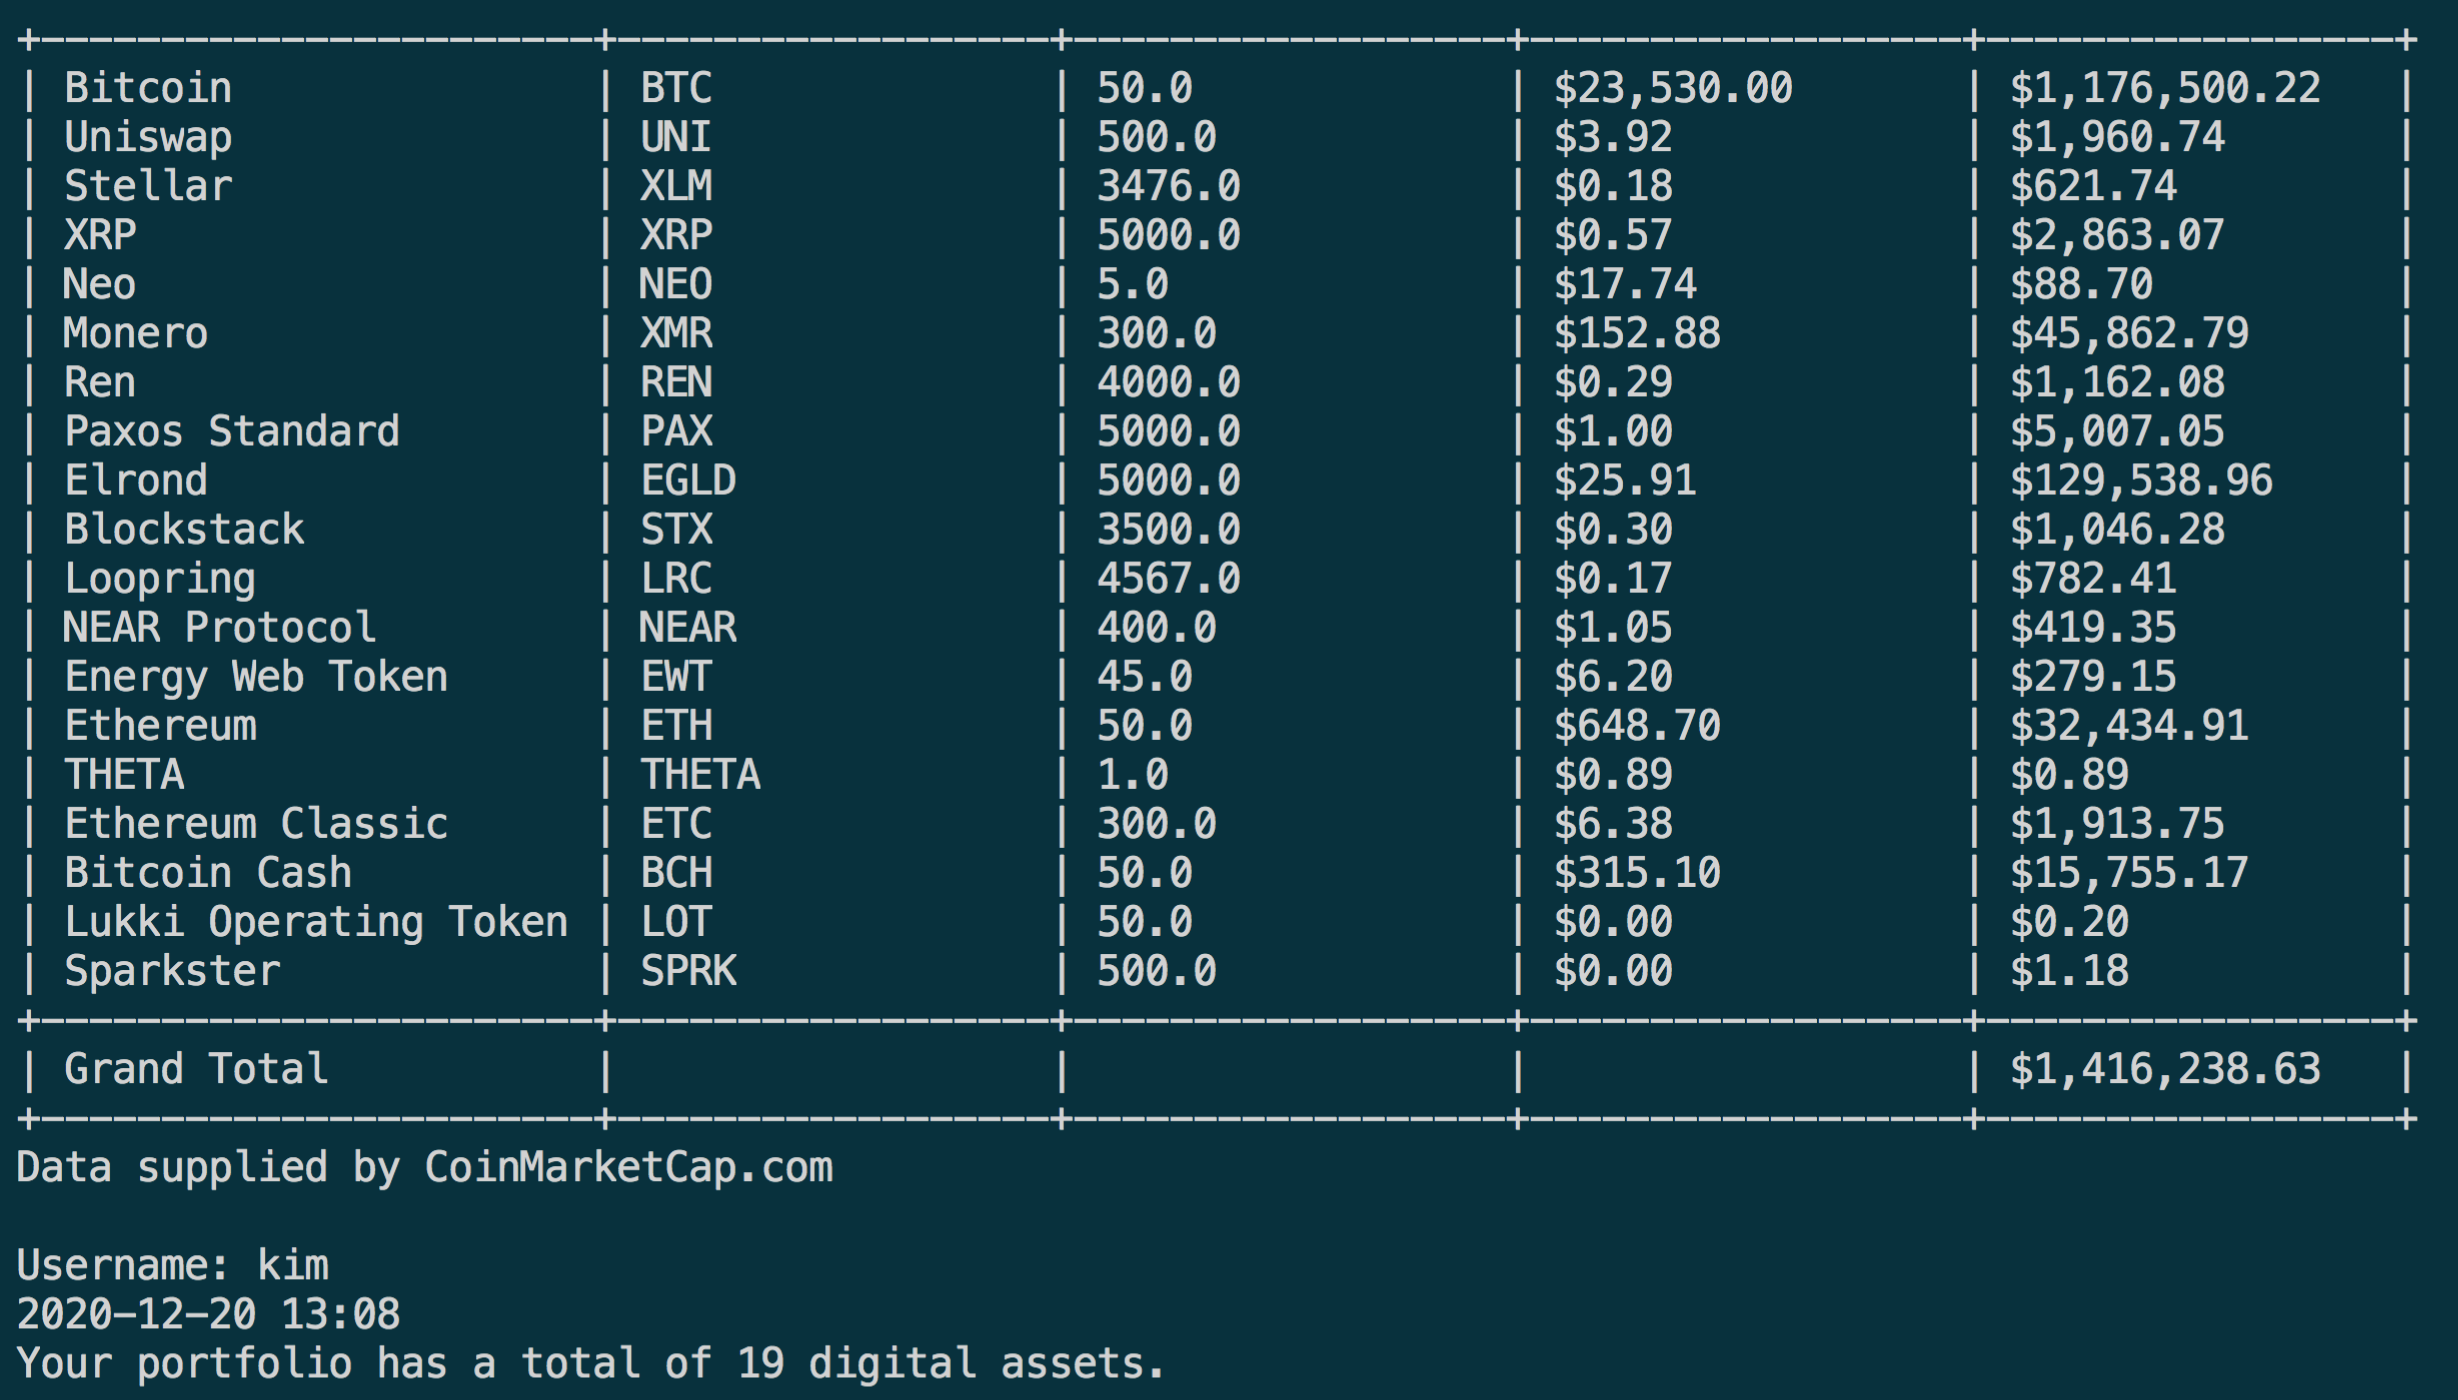 +-----------------------+------------------+------------------+------------------+-----------------+
| Bitcoin | BTC | 50.0 | $23,530.00 | $1,176,500.22 |
| Uniswap | UNI | 500.0 | $3.92 | $1,960.74 |
| Stellar | XLM | 3476.0 | $0.18 | $621.74 |
| XRP | XRP | 5000.0 | $0.57 | $2,863.07 |
| Neo | NEO | 5.0 | $17.74 | $88.70 |
| Monero | XMR | 300.0 | $152.88 | $45,862.79 |
| Ren | REN | 4000.0 | $0.29 | $1,162.08 |
| Paxos Standard | PAX | 5000.0 | $1.00 | $5,007.05 |
| Elrond | EGLD | 5000.0 | $25.91 | $129,538.96 |
| Blockstack | STX | 3500.0 | $0.30 | $1,046.28 |
| Loopring | LRC | 4567.0 | $0.17 | $782.41 |
| NEAR Protocol | NEAR | 400.0 | $1.05 | $419.35 |
| Energy Web Token | EWT | 45.0 | $6.20 | $279.15 |
| Ethereum | ETH | 50.0 | $648.70 | $32,434.91 |
| THETA | THETA | 1.0 | $0.89 | $0.89 |
| Ethereum Classic | ETC | 300.0 | $6.38 | $1,913.75 |
| Bitcoin Cash | BCH | 50.0 | $315.10 | $15,755.17 |
| Lukki Operating Token | LOT | 50.0 | $0.00 | $0.20 |
| Sparkster | SPRK | 500.0 | $0.00 | $1.18 |
+-----------------------+------------------+------------------+------------------+-----------------+
| Grand Total | | | | $1,416,238.63 |
+-----------------------+------------------+------------------+------------------+-----------------+
Data supplied by CoinMarketCap.com
Username: kim
2020-12-20 13:08
Your portfolio has a total of 19 digital assets.